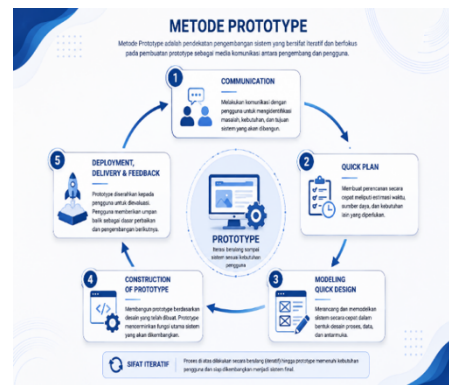 METODE PROTOTYPE
Metode Prototype adalah pendekatan pengembangan sistem yang bersifat iteratif dan berfokus
pada pembuatan prototype sebagai media komunikasi antara pengembang dan pengguna.
1
COMMUNICATION
Melakukan komunikasi dengan
pengguna untuk mengidentifikasi
masalah, kebutuhan, dan tujuan
sistem yang akan dibangun.
2
QUICK PLAN
Membuat perencanaan secara
cepat meliputi estimasi waktu,
sumber daya, dan kebutuhan
lain yang diperlukan.
3
MODELING
QUICK DESIGN
Merancang dan memodelkan
sistem secara cepat dalam
bentuk desain proses, data,
dan antarmuka.
4
CONSTRUCTION
OF PROTOTYPE
Membangun prototype berdasarkan
desain yang telah dibuat. Prototype
mencerminkan fungsi utama sistem
yang akan dikembangkan.
5
DEPLOYMENT,
DELIVERY & FEEDBACK
Prototype diserahkan kepada
pengguna untuk dievaluasi.
Pengguna memberikan umpan
balik sebagai dasar perbaikan
dan pengembangan berikutnya.
PROTOTYPE
Iterasi berulang sampai
sistem sesuai kebutuhan
pengguna
SIFAT ITERATIF
Proses di atas dilakukan secara berulang (iteratif) hingga prototype memenuhi kebutuhan
pengguna dan siap dikembangkan menjadi sistem final.